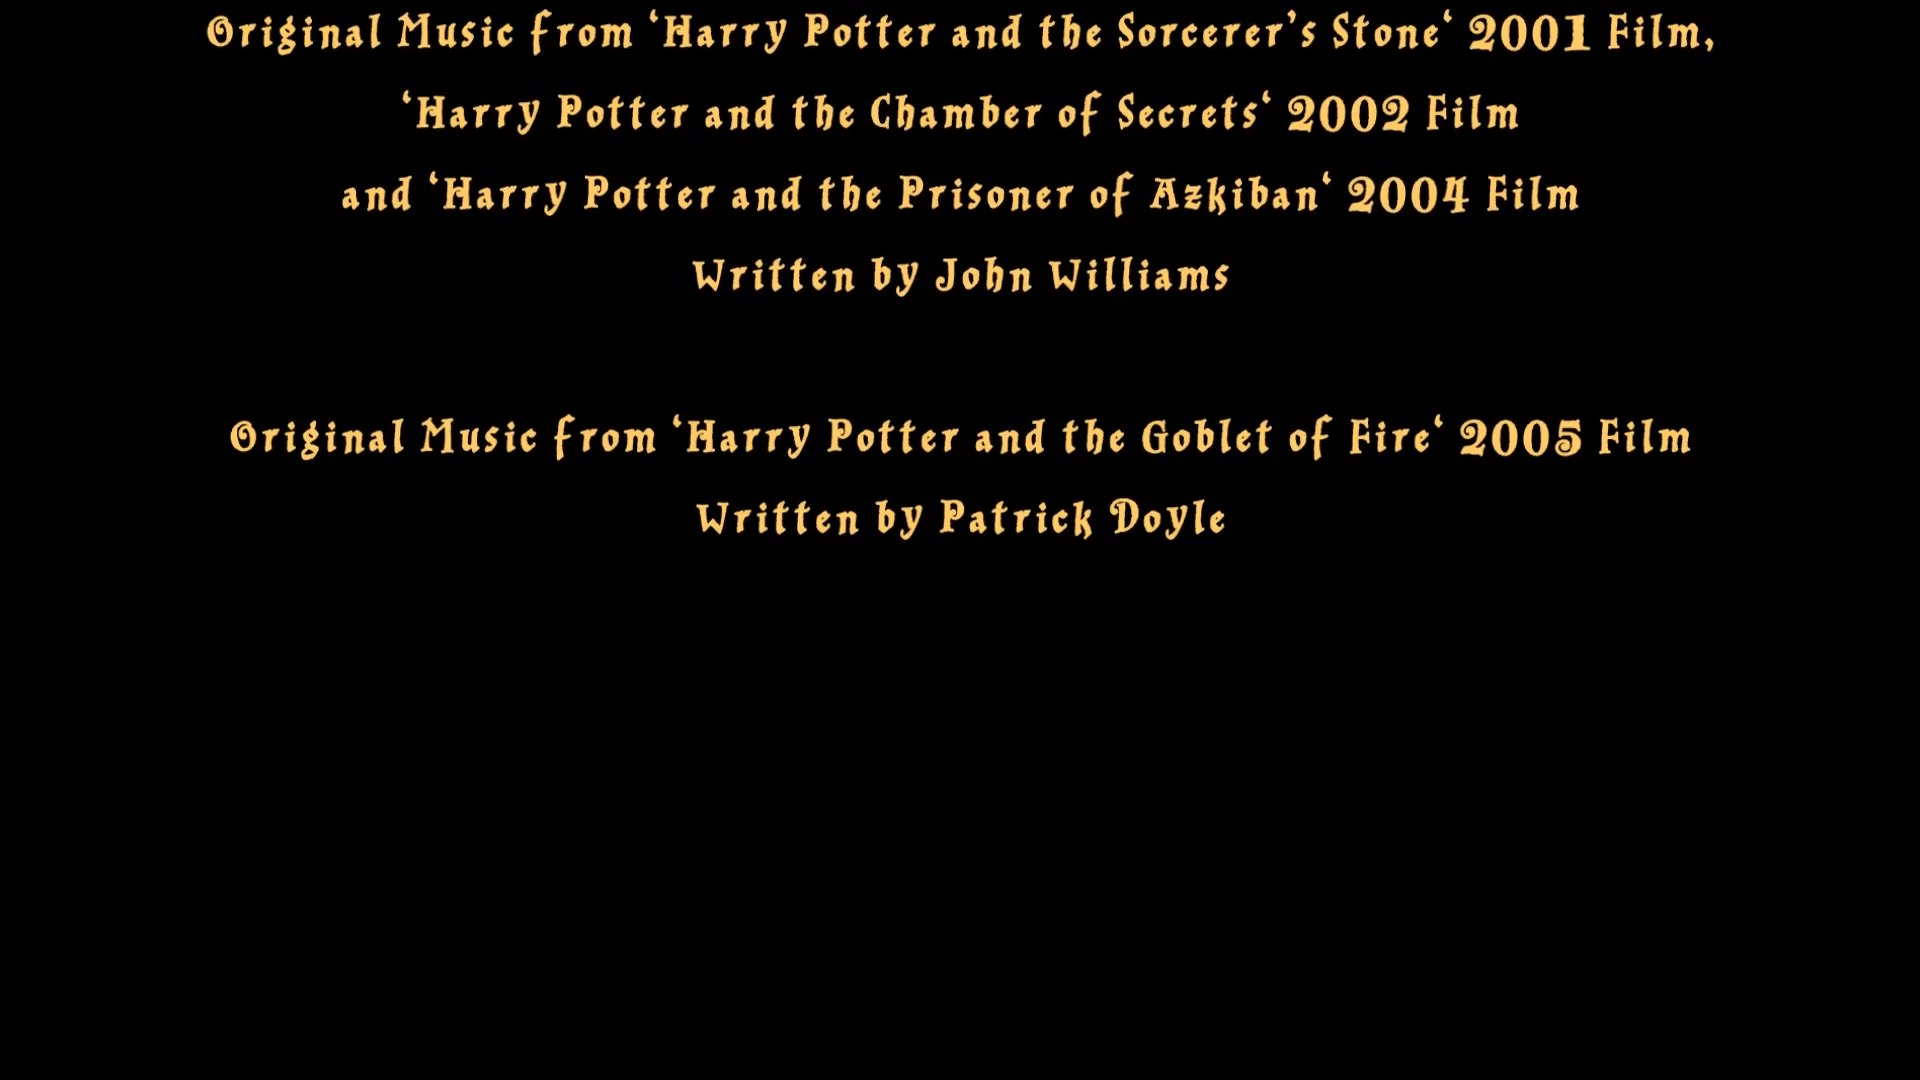 Original Music from ‘Harry Potter and the Sorcerer’s Stone‘ 2001 Film,
‘Harry Potter and the Chamber of Secrets‘ 2002 Film
and ‘Harry Potter and the Prisoner of Azkiban‘ 2004 Film
Written by John Williams
Original Music from ‘Harry Potter and the Goblet of Fire‘ 2005 Film
Written by Patrick Doyle